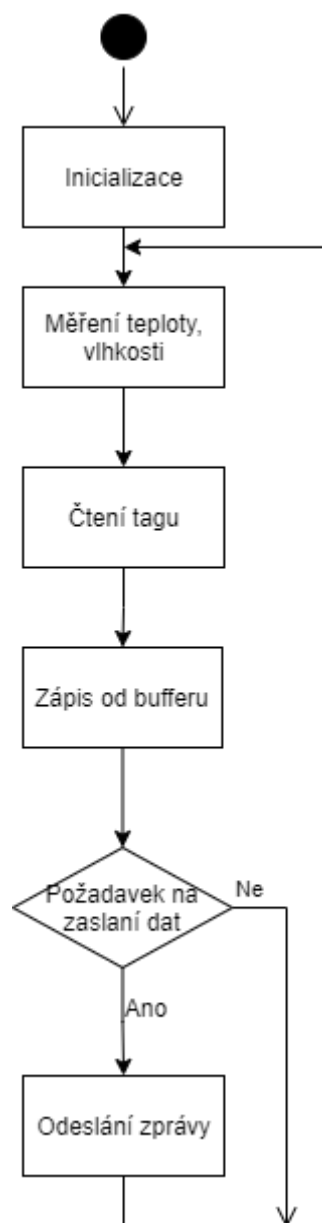 Inicializace
Měření teploty,
vlhkosti
Čtení tagu
Zápis od bufferu
Požadavek na
zaslaní dat
Ne
Ano
Odeslání zprávy